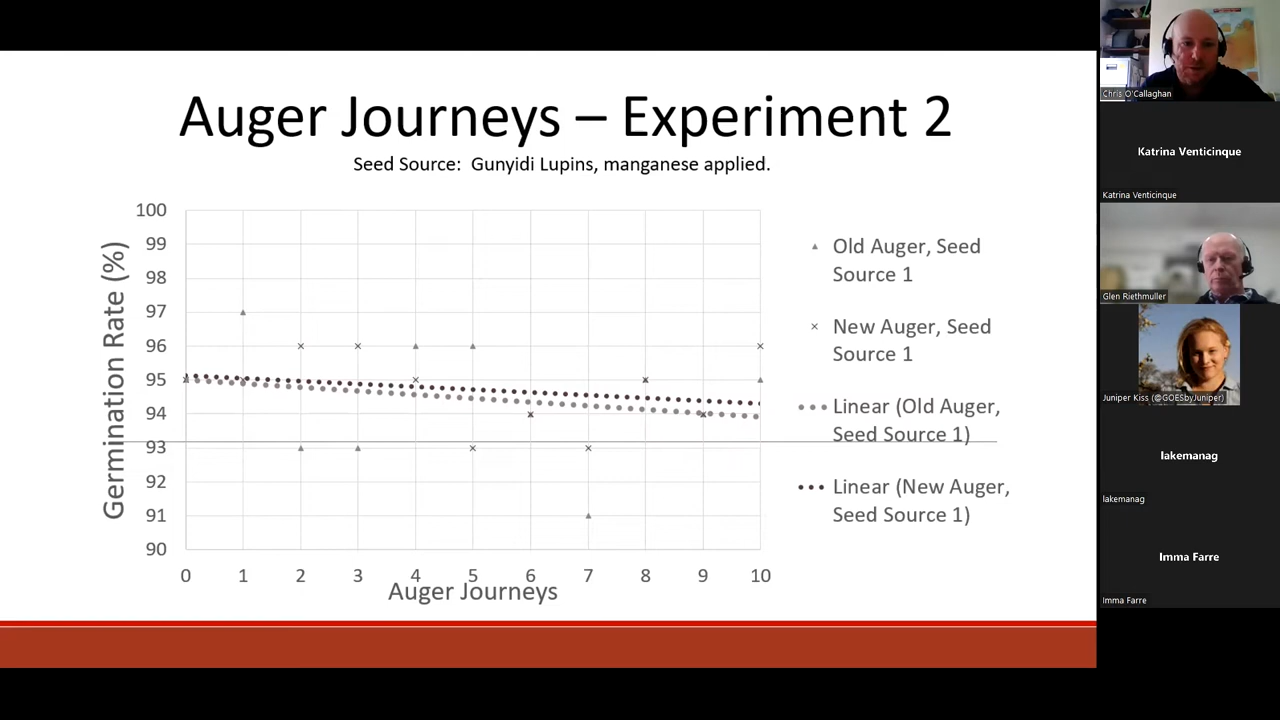 Auger Journeys – Experiment 2
Seed Source:  Gunyidi Lupins, manganese applied.
Germination Rate (%)
100
99
98
97
96
95
94
93
92
91
90
0 1 2 3 4 5 6 7 8 9 10
Auger Journeys
Old Auger, Seed
Source 1
New Auger, Seed
Source 1
Linear (Old Auger,
Seed Source 1)
Linear (New Auger,
Seed Source 1)
Chris O'Callaghan
Katrina Venticinque
Katrina Venticinque
Glen Riethmuller
Juniper Kiss (@GOESbyJuniper)
lakemanag
lakemanag
Imma Farre
Imma Farre